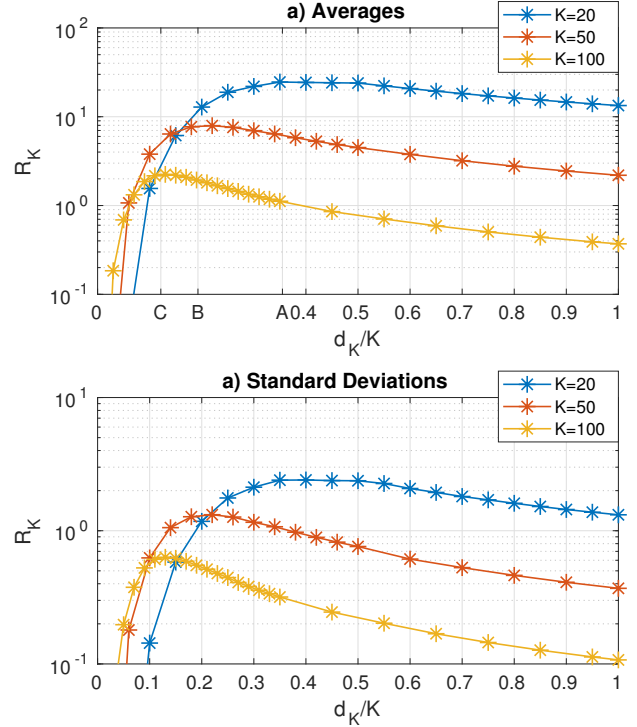 a) Averages
K=20
K=50
K=100
10^2
10^1
10^0
10^-1
R_K
0 C B A 0.4 0.5 0.6 0.7 0.8 0.9 1
d_K/K
a) Standard Deviations
K=20
K=50
K=100
10^1
10^0
10^-1
R_K
0 0.1 0.2 0.3 0.4 0.5 0.6 0.7 0.8 0.9 1
d_K/K